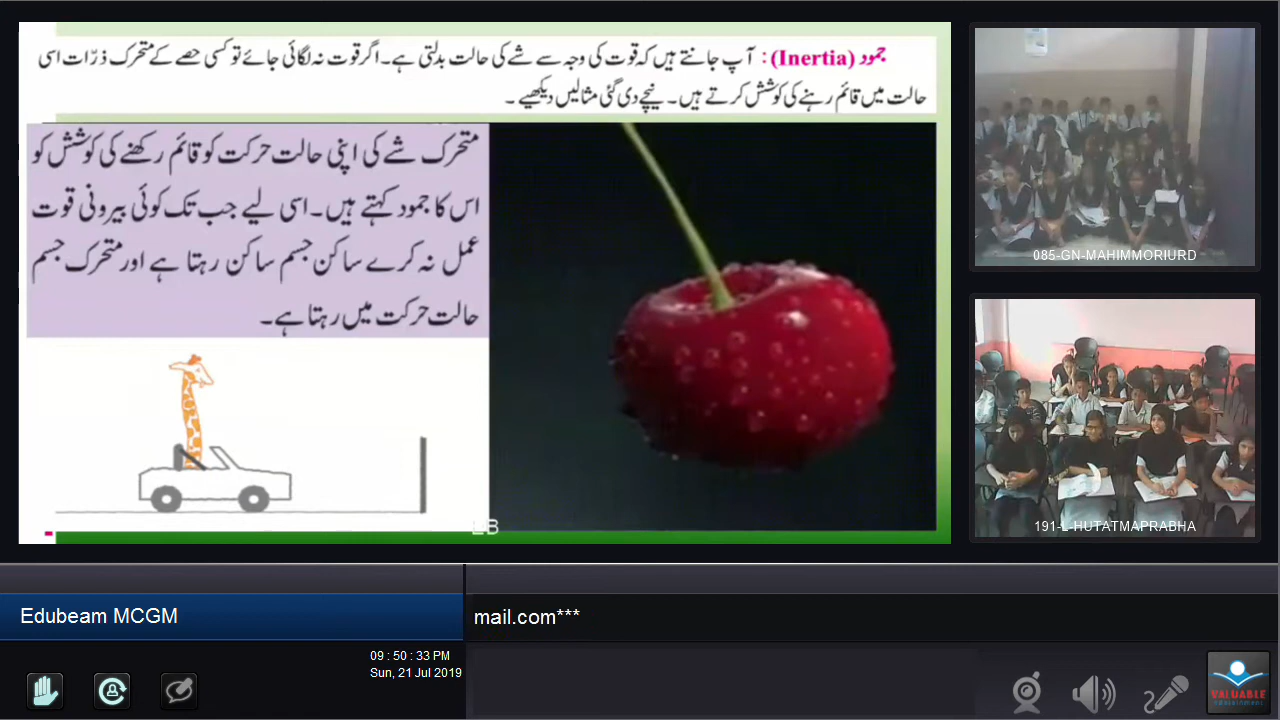 جمود (Inertia) : آپ جانتے ہیں کہ قوت کی وجہ سے شے کی حالت بدلتی ہے۔ اگر قوت نہ لگائی جائے تو کسی حصے کے متحرک ذرّات اسی
حالت میں قائم رہنے کی کوشش کرتے ہیں۔ نیچے دی گئی مثالیں دیکھیے ۔
متحرک شے کی اپنی حالت حرکت کو قائم رکھنے کی کوشش کو
اس کا جمود کہتے ہیں۔ اسی لیے جب تک کوئی بیرونی قوت
عمل نہ کرے ساکن جسم ساکن رہتا ہے اور متحرک جسم
حالت حرکت میں رہتا ہے۔
085-GN-MAHIMMORIURD
191-L-HUTATMAPRABHA
Edubeam MCGM
mail.com***
09 : 50 : 33 PM
Sun, 21 Jul 2019
VALUABLE